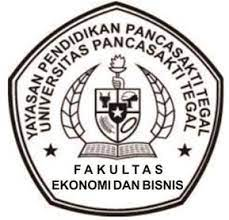 YAYASAN PENDIDIKAN PANCASAKTI TEGAL
UNIVERSITAS PANCASAKTI TEGAL
FAKULTAS
EKONOMI DAN BISNIS